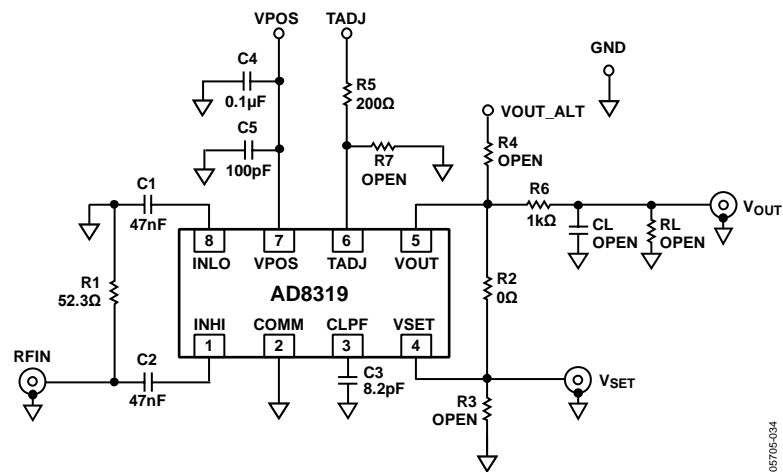 VPOS
TADJ
GND
C4
0.1µF
R5
200Ω
VOUT_ALT
C5
100pF
R7
OPEN
R4
OPEN
C1
47nF
R6
1kΩ
VOUT
CL
OPEN
RL
OPEN
8
7
6
5
INLO
VPOS
TADJ
VOUT
R1
52.3Ω
AD8319
R2
0Ω
INHI
COMM
CLPF
VSET
1
2
3
4
RFIN
C2
47nF
C3
8.2pF
VSET
R3
OPEN
05705-034